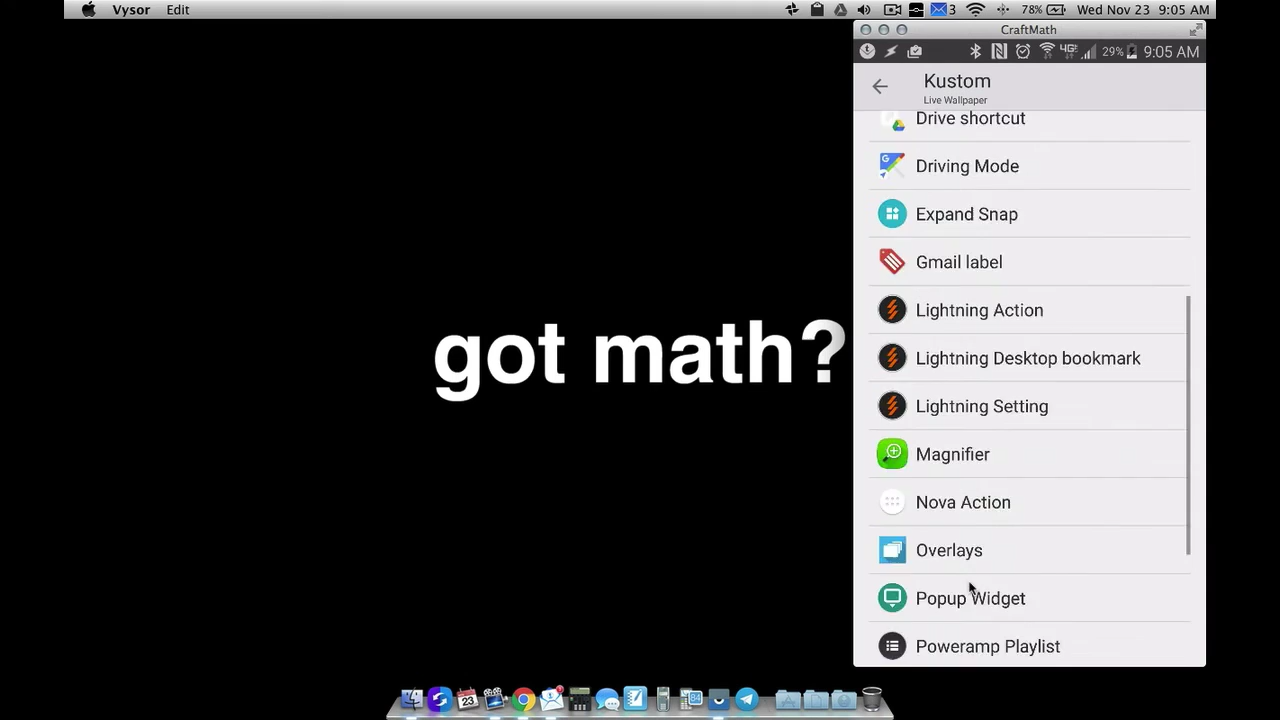 Vysor Edit
3 78% Wed Nov 23 9:05 AM
CraftMath
4G 29% 9:05 AM
Kustom
Live Wallpaper
Drive shortcut
Driving Mode
Expand Snap
Gmail label
Lightning Action
Lightning Desktop bookmark
Lightning Setting
Magnifier
Nova Action
Overlays
Popup Widget
Poweramp Playlist
got math?
23